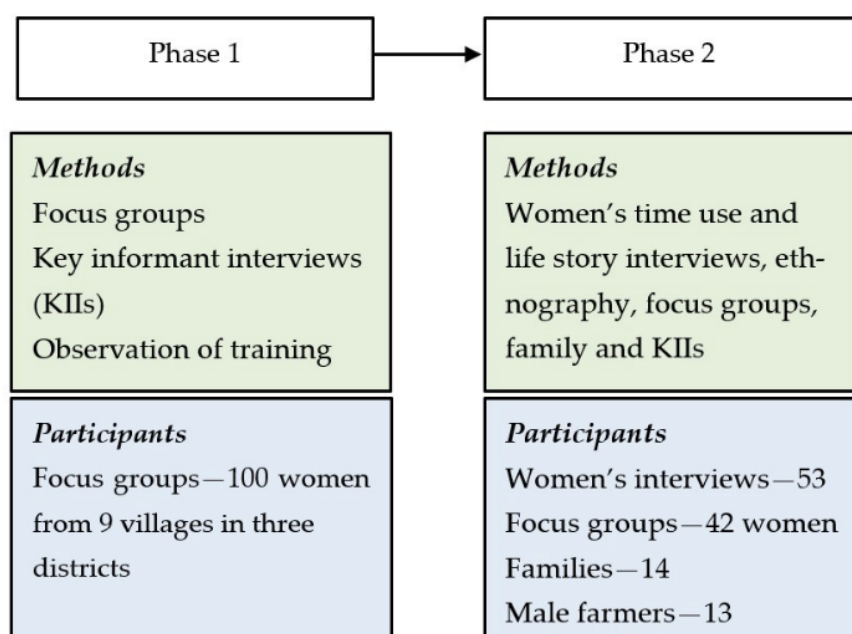 Phase 1
Phase 2
Methods
Focus groups
Key informant interviews
(KIIs)
Observation of training
Methods
Women's time use and
life story interviews, eth-
nography, focus groups,
family and KIIs
Participants
Focus groups—100 women
from 9 villages in three
districts
Participants
Women's interviews—53
Focus groups—42 women
Families—14
Male farmers—13